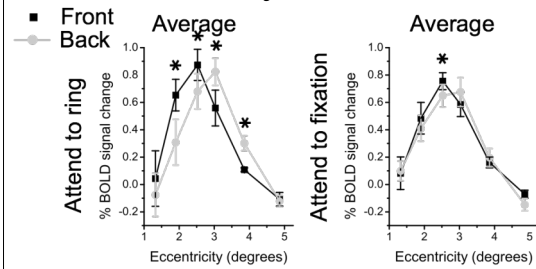 Front
Back
Average
Average
* * * *
*
Attend to ring
% BOLD signal change
1.0
0.8
0.6
0.4
0.2
0.0
-0.2
1 2 3 4 5
Eccentricity (degrees)
Attend to fixation
% BOLD signal change
1.0
0.8
0.6
0.4
0.2
0.0
-0.2
1 2 3 4 5
Eccentricity (degrees)